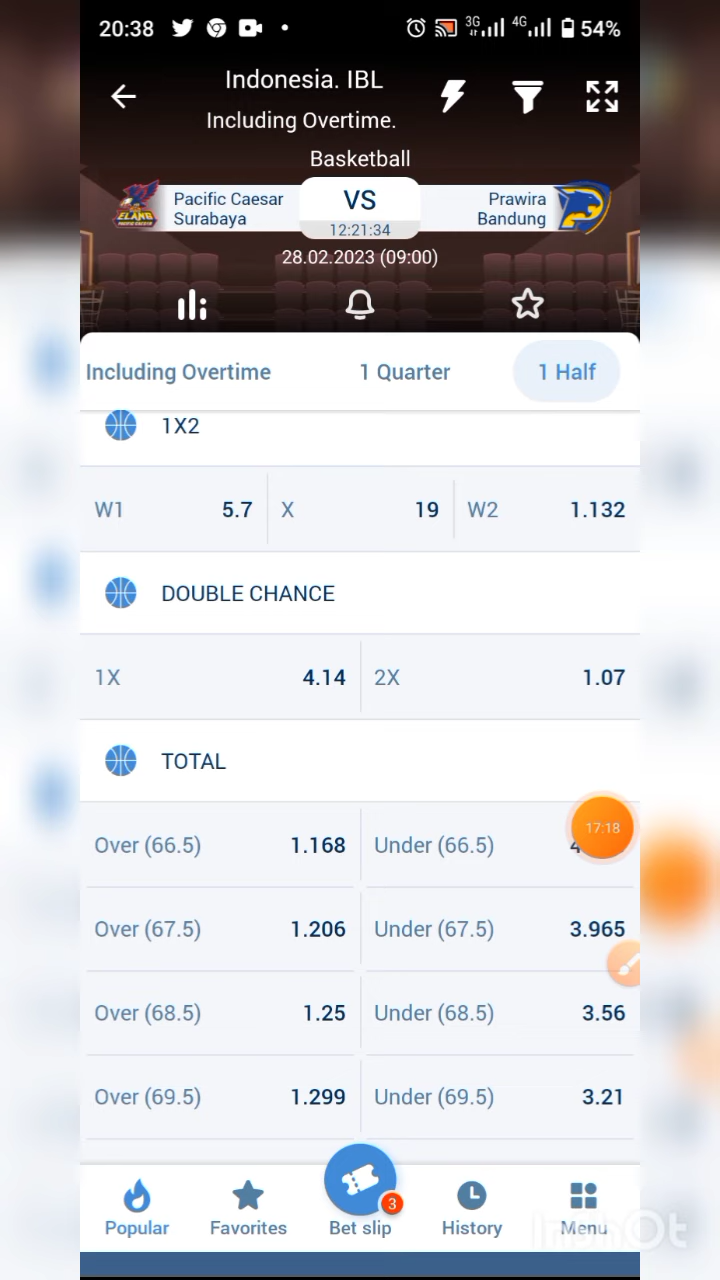 20:38
3G
4G
54%
Indonesia. IBL
Including Overtime.
Basketball
Pacific Caesar
Surabaya
VS
12:21:34
Prawira
Bandung
28.02.2023 (09:00)
Including Overtime
1 Quarter
1 Half
1X2
W1 5.7
X 19
W2 1.132
DOUBLE CHANCE
1X 4.14
2X 1.07
TOTAL
Over (66.5) 1.168
Under (66.5)
17:18
Over (67.5) 1.206
Under (67.5) 3.965
Over (68.5) 1.25
Under (68.5) 3.56
Over (69.5) 1.299
Under (69.5) 3.21
3
Popular
Favorites
Bet slip
History
Menu
InShOt